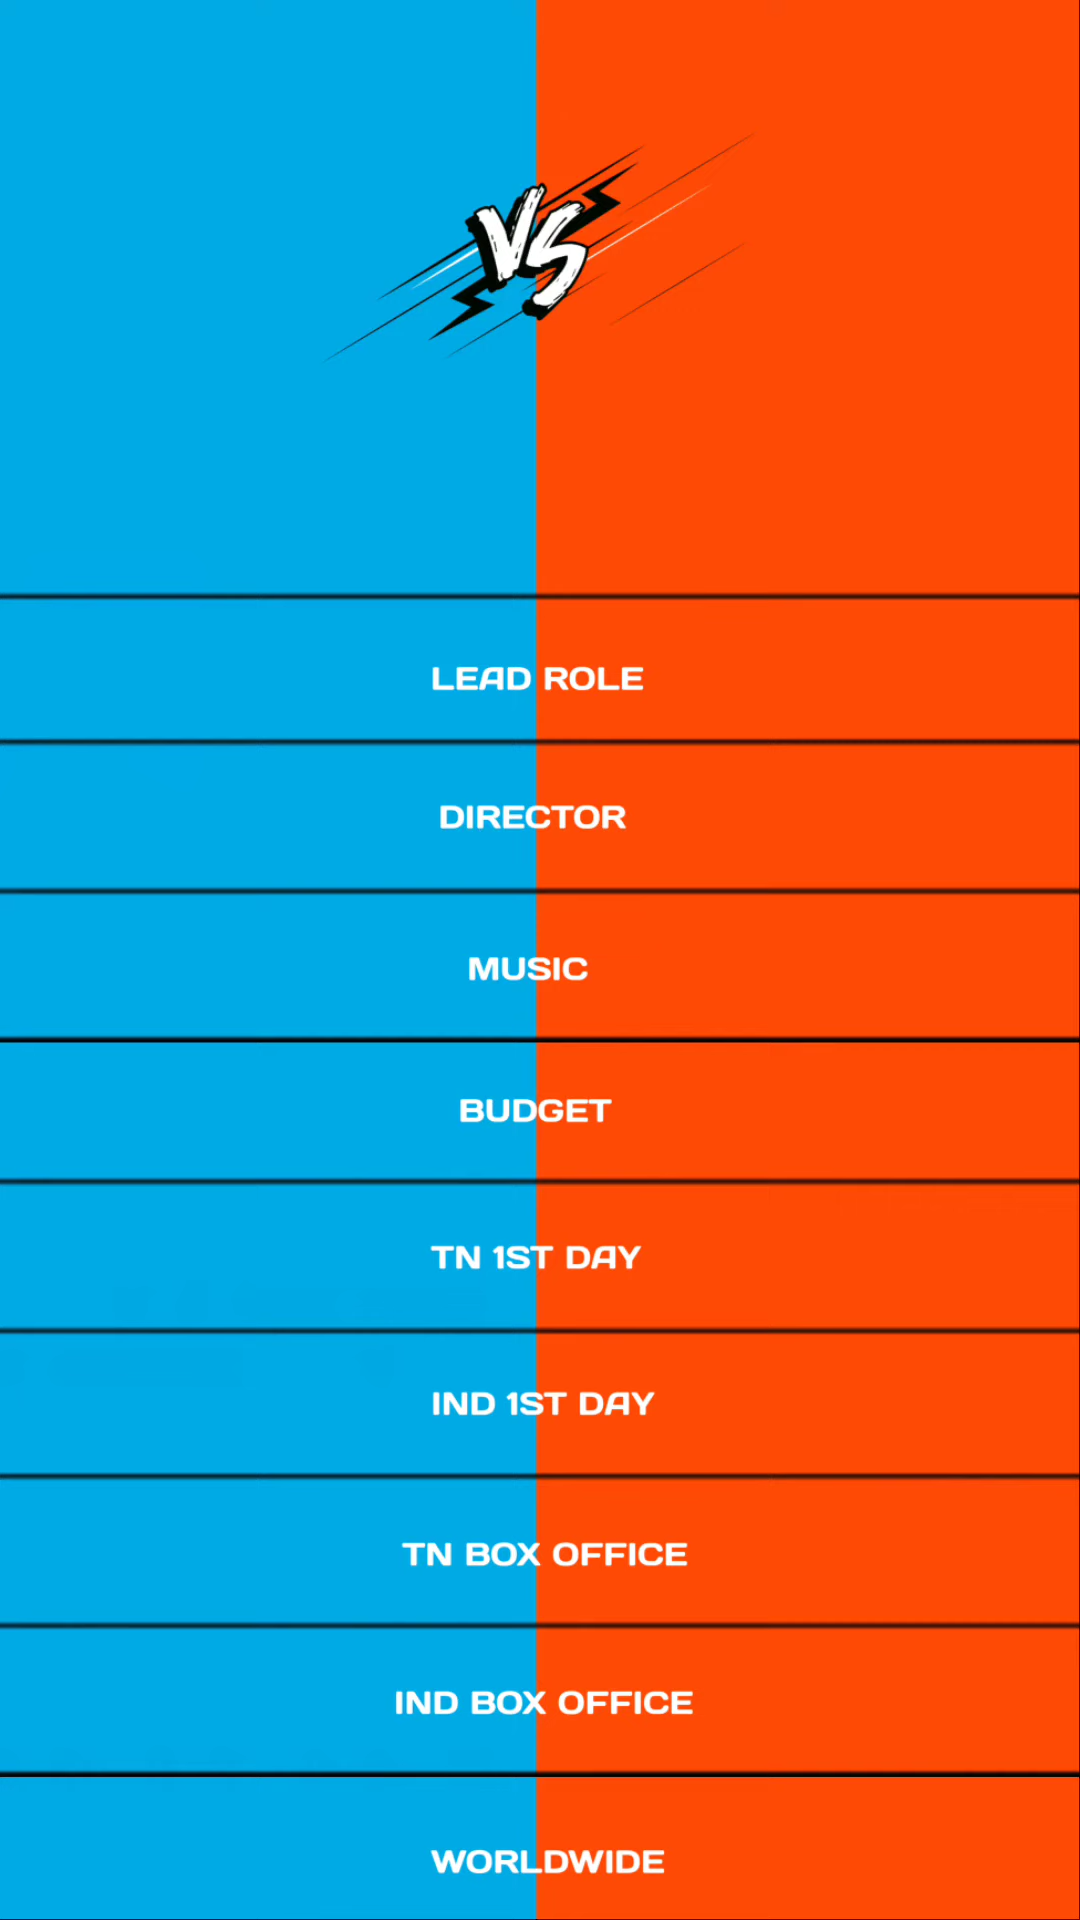 VS
LEAD ROLE
DIRECTOR
MUSIC
BUDGET
TN 1ST DAY
IND 1ST DAY
TN BOX OFFICE
IND BOX OFFICE
WORLDWIDE